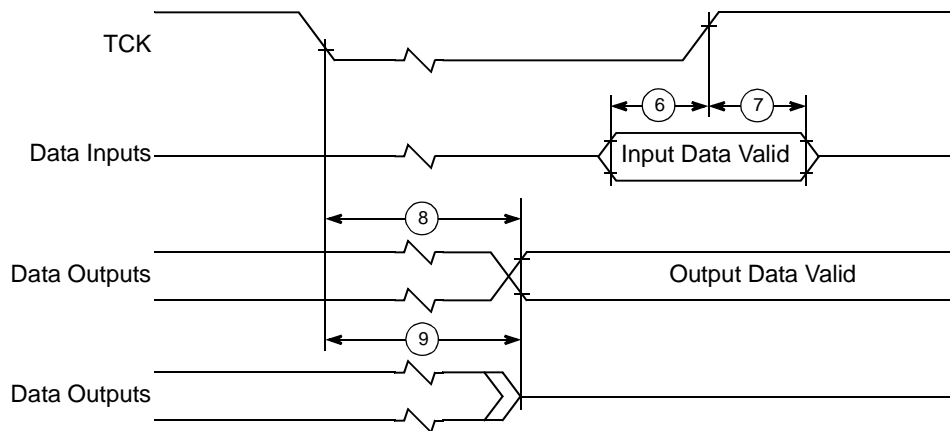 TCK
6
7
Data Inputs
Input Data Valid
8
Data Outputs
Output Data Valid
9
Data Outputs